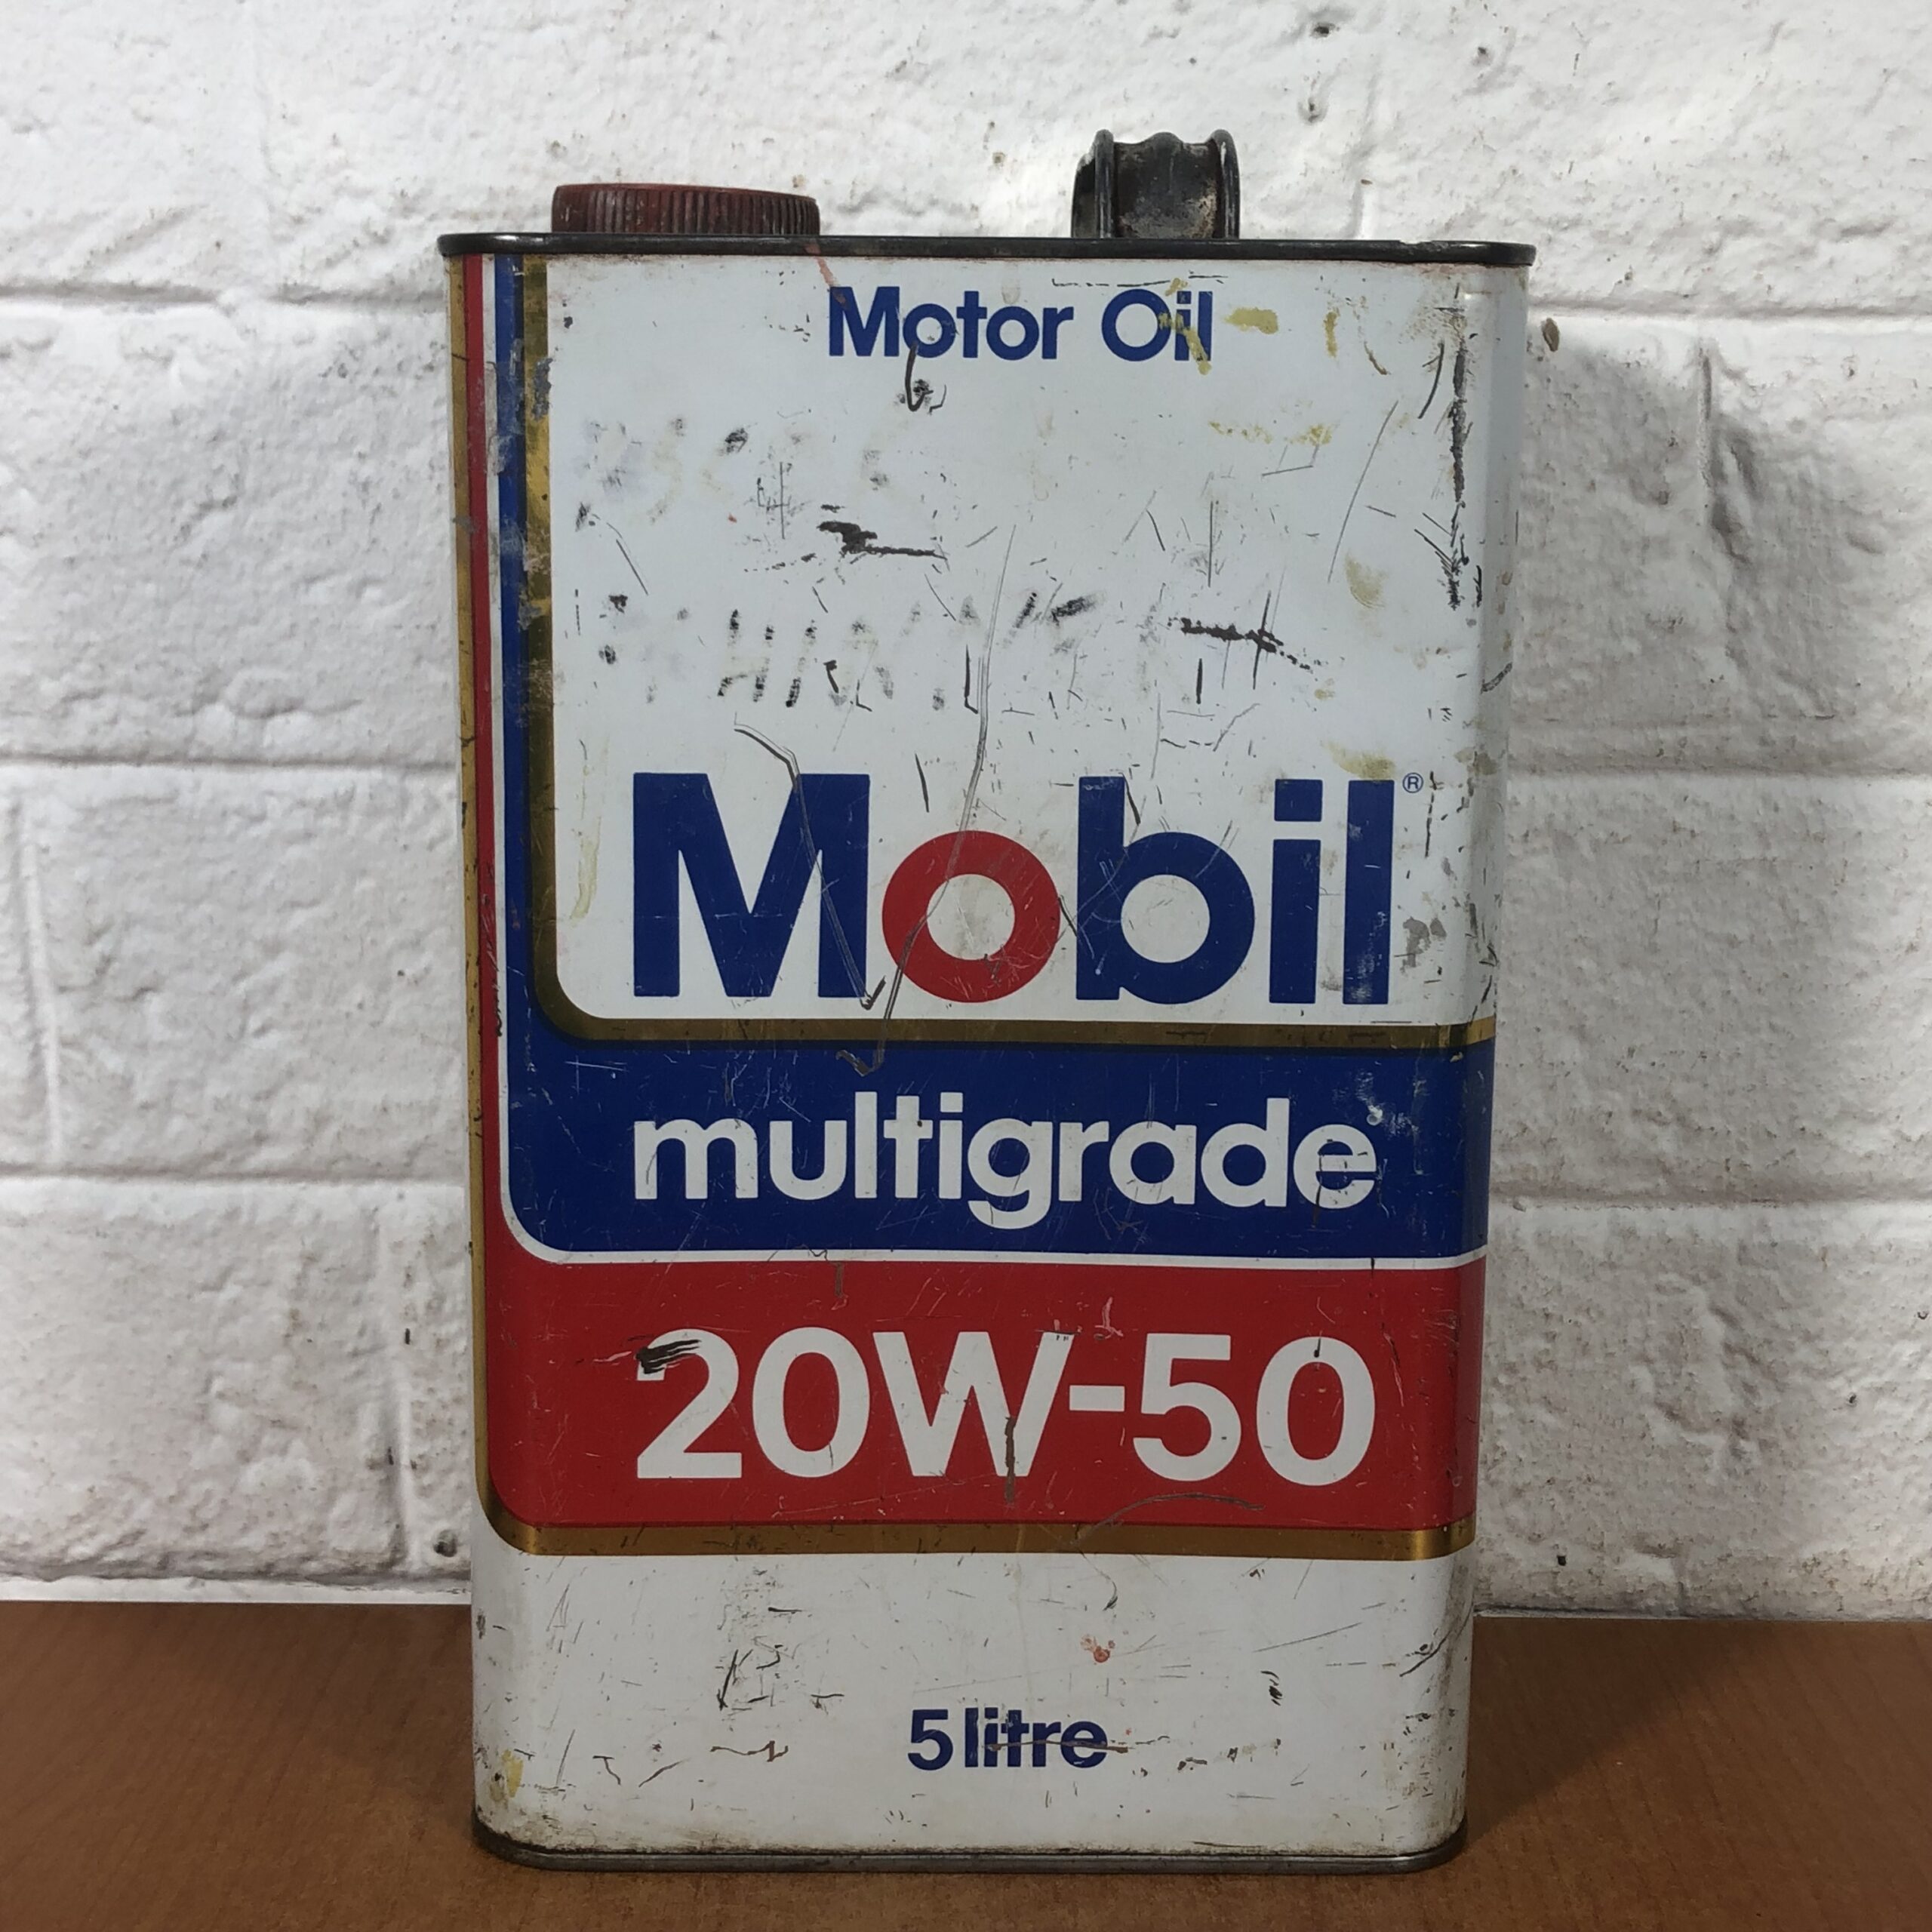 Motor Oil
Mobil®
multigrade
20W-50
5 litre